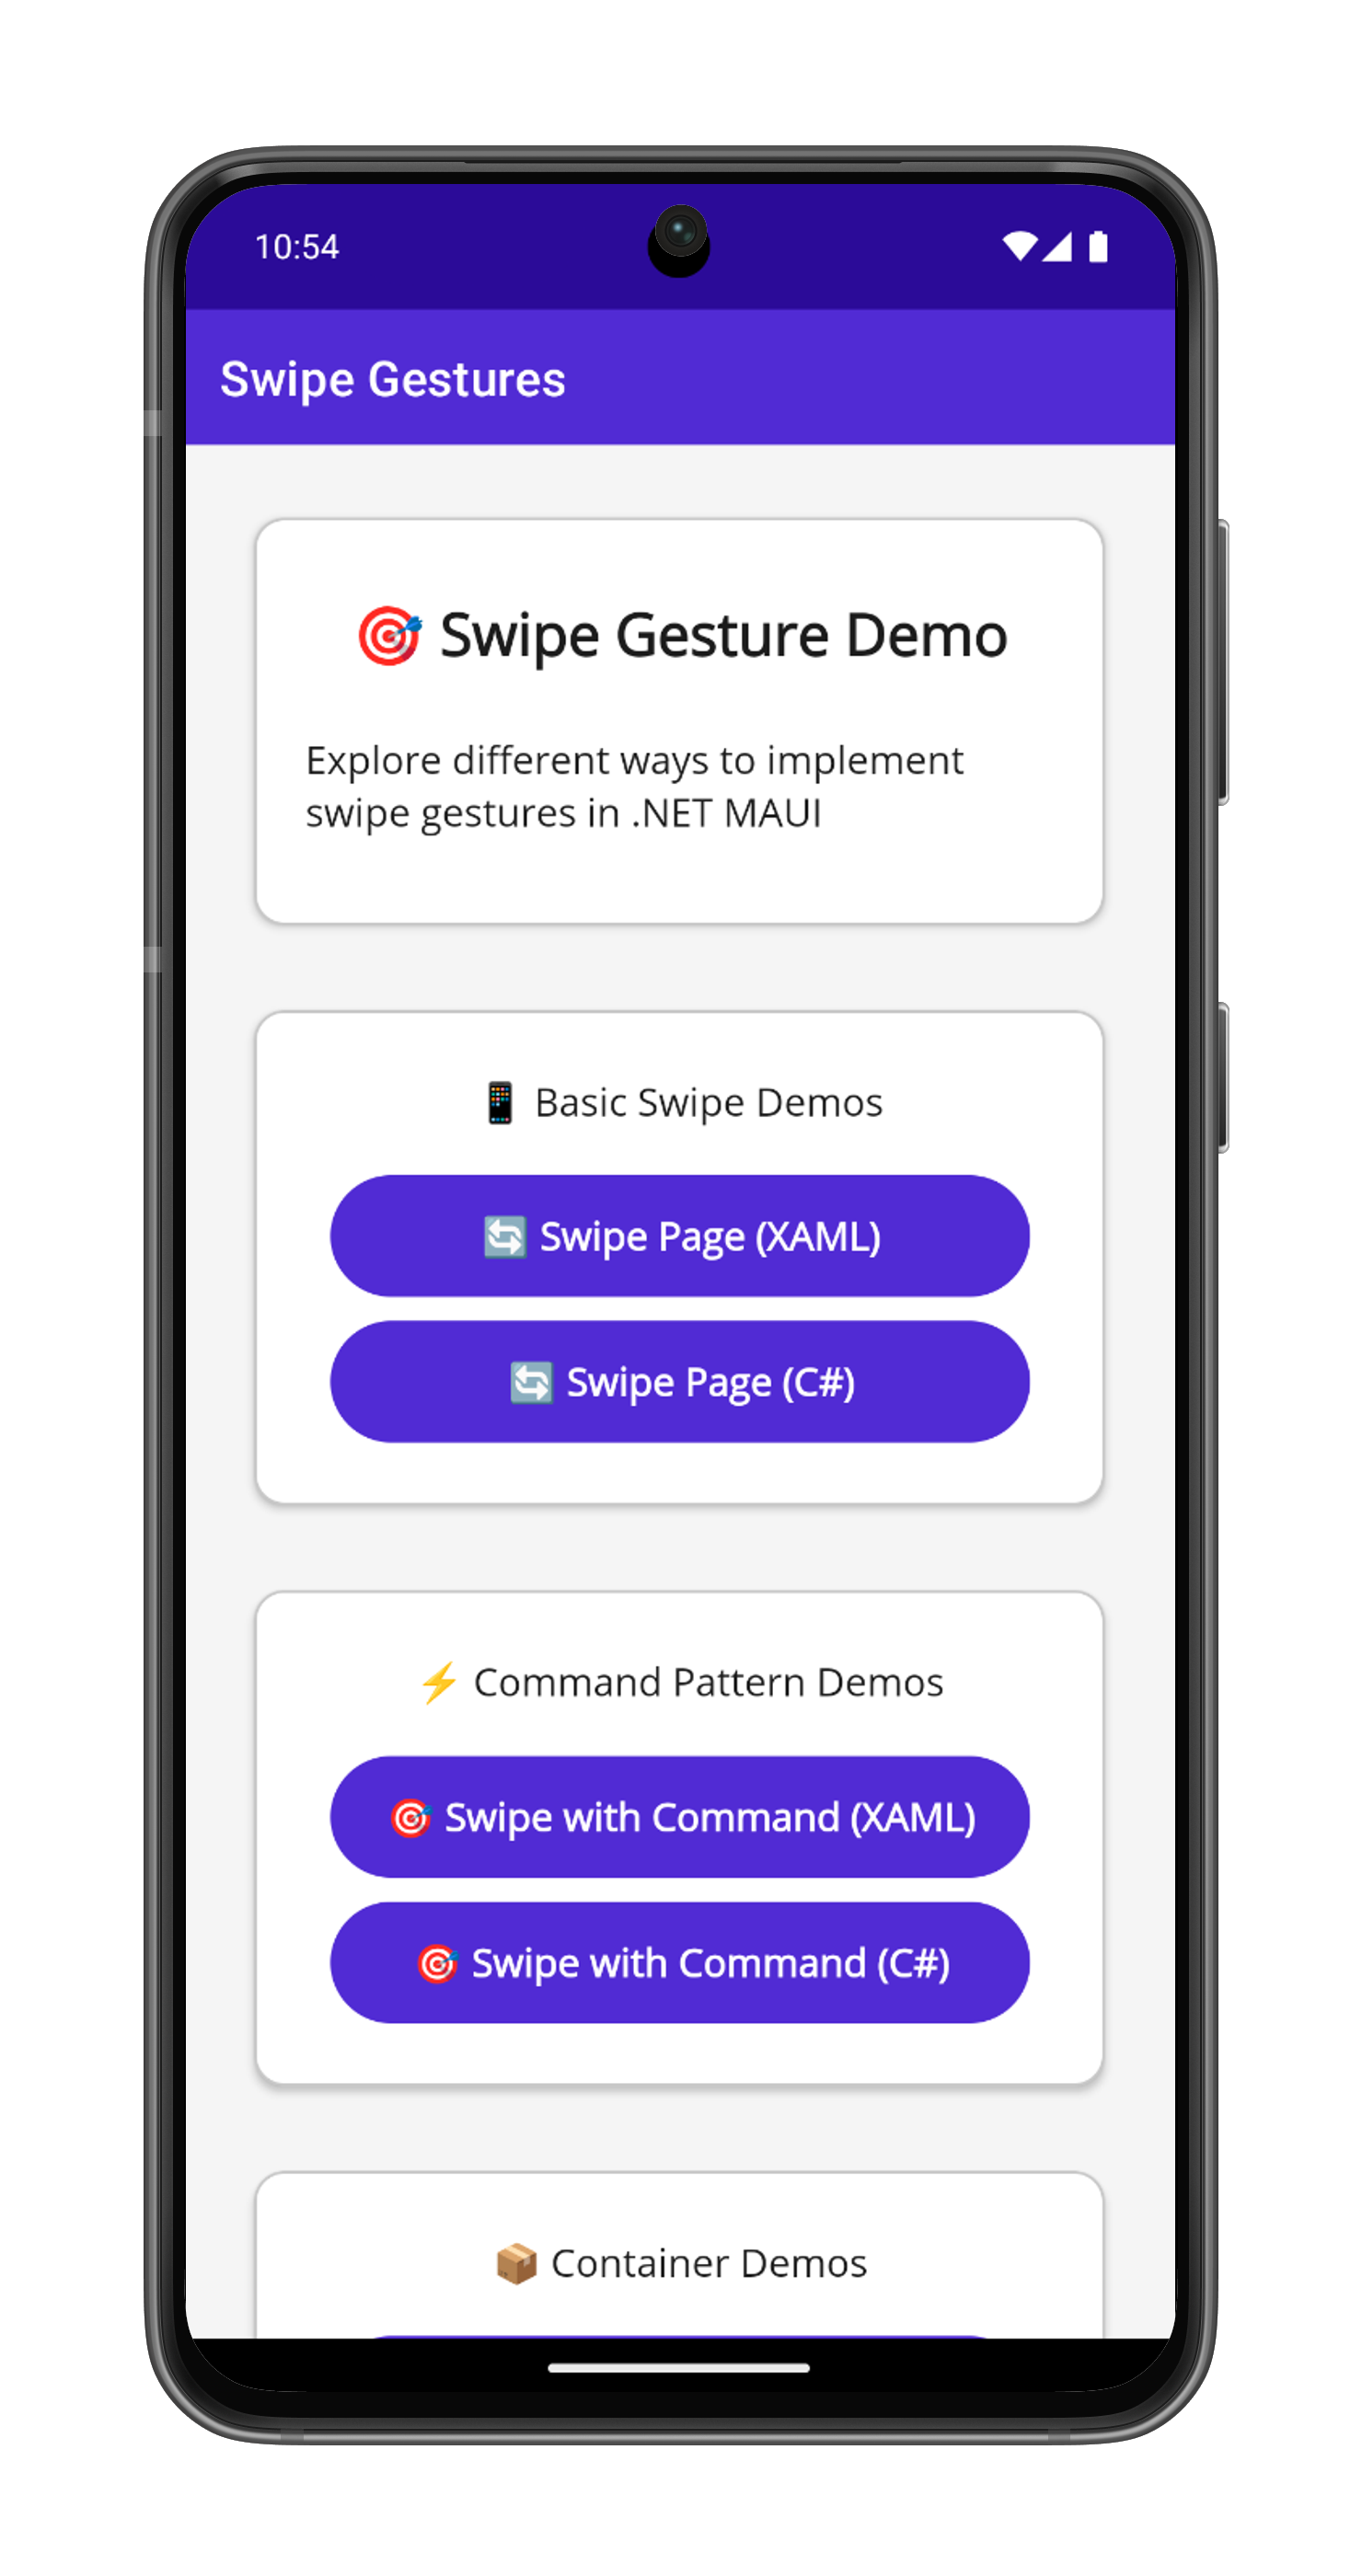 10:54
Swipe Gestures
🎯 Swipe Gesture Demo
Explore different ways to implement
swipe gestures in .NET MAUI
📱 Basic Swipe Demos
🔄 Swipe Page (XAML)
🔄 Swipe Page (C#)
⚡ Command Pattern Demos
🎯 Swipe with Command (XAML)
🎯 Swipe with Command (C#)
📦 Container Demos